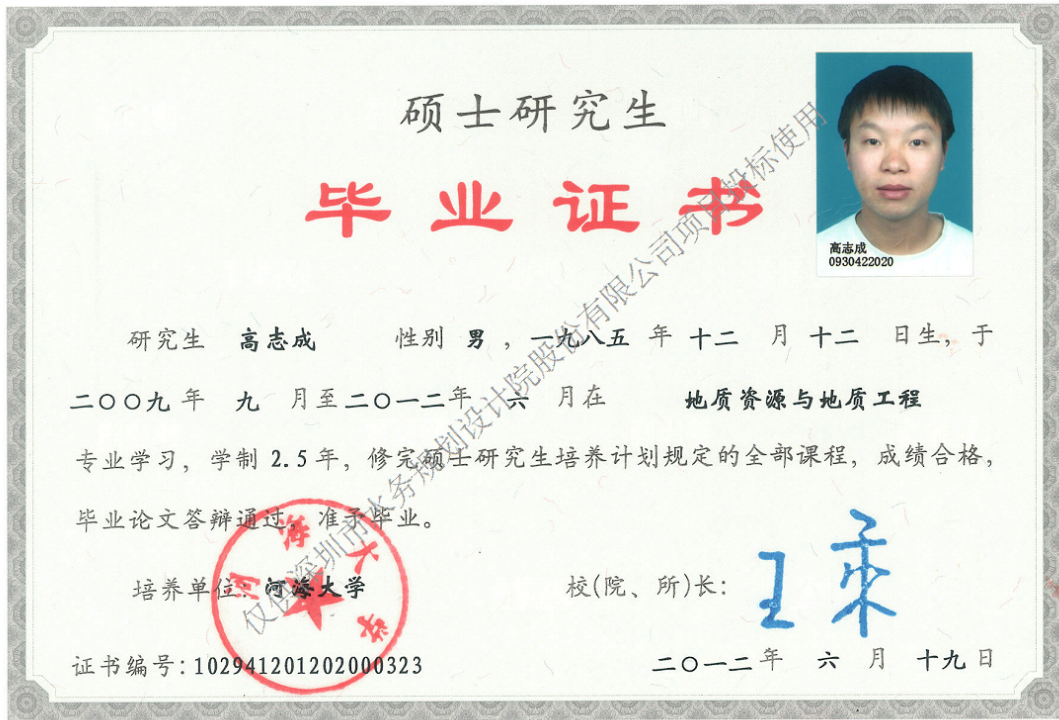 硕士研究生
毕业证书
高志成
0930422020
研究生 高志成 性别 男 ，一九八五 年 十二 月 十二 日生，于
二〇〇九 年 九 月至 二〇一二 年 六 月在 地质资源与地质工程
专业学习，学制 2.5 年，修完硕士研究生培养计划规定的全部课程，成绩合格，
毕业论文答辩通过，准予毕业。
培养单位：河海大学
校(院、所)长：
王乘
证书编号：102941201202000323
二〇一二 年 六 月 十九 日
河海大学
仅供深圳市水务规划设计院股份有限公司项目投标使用